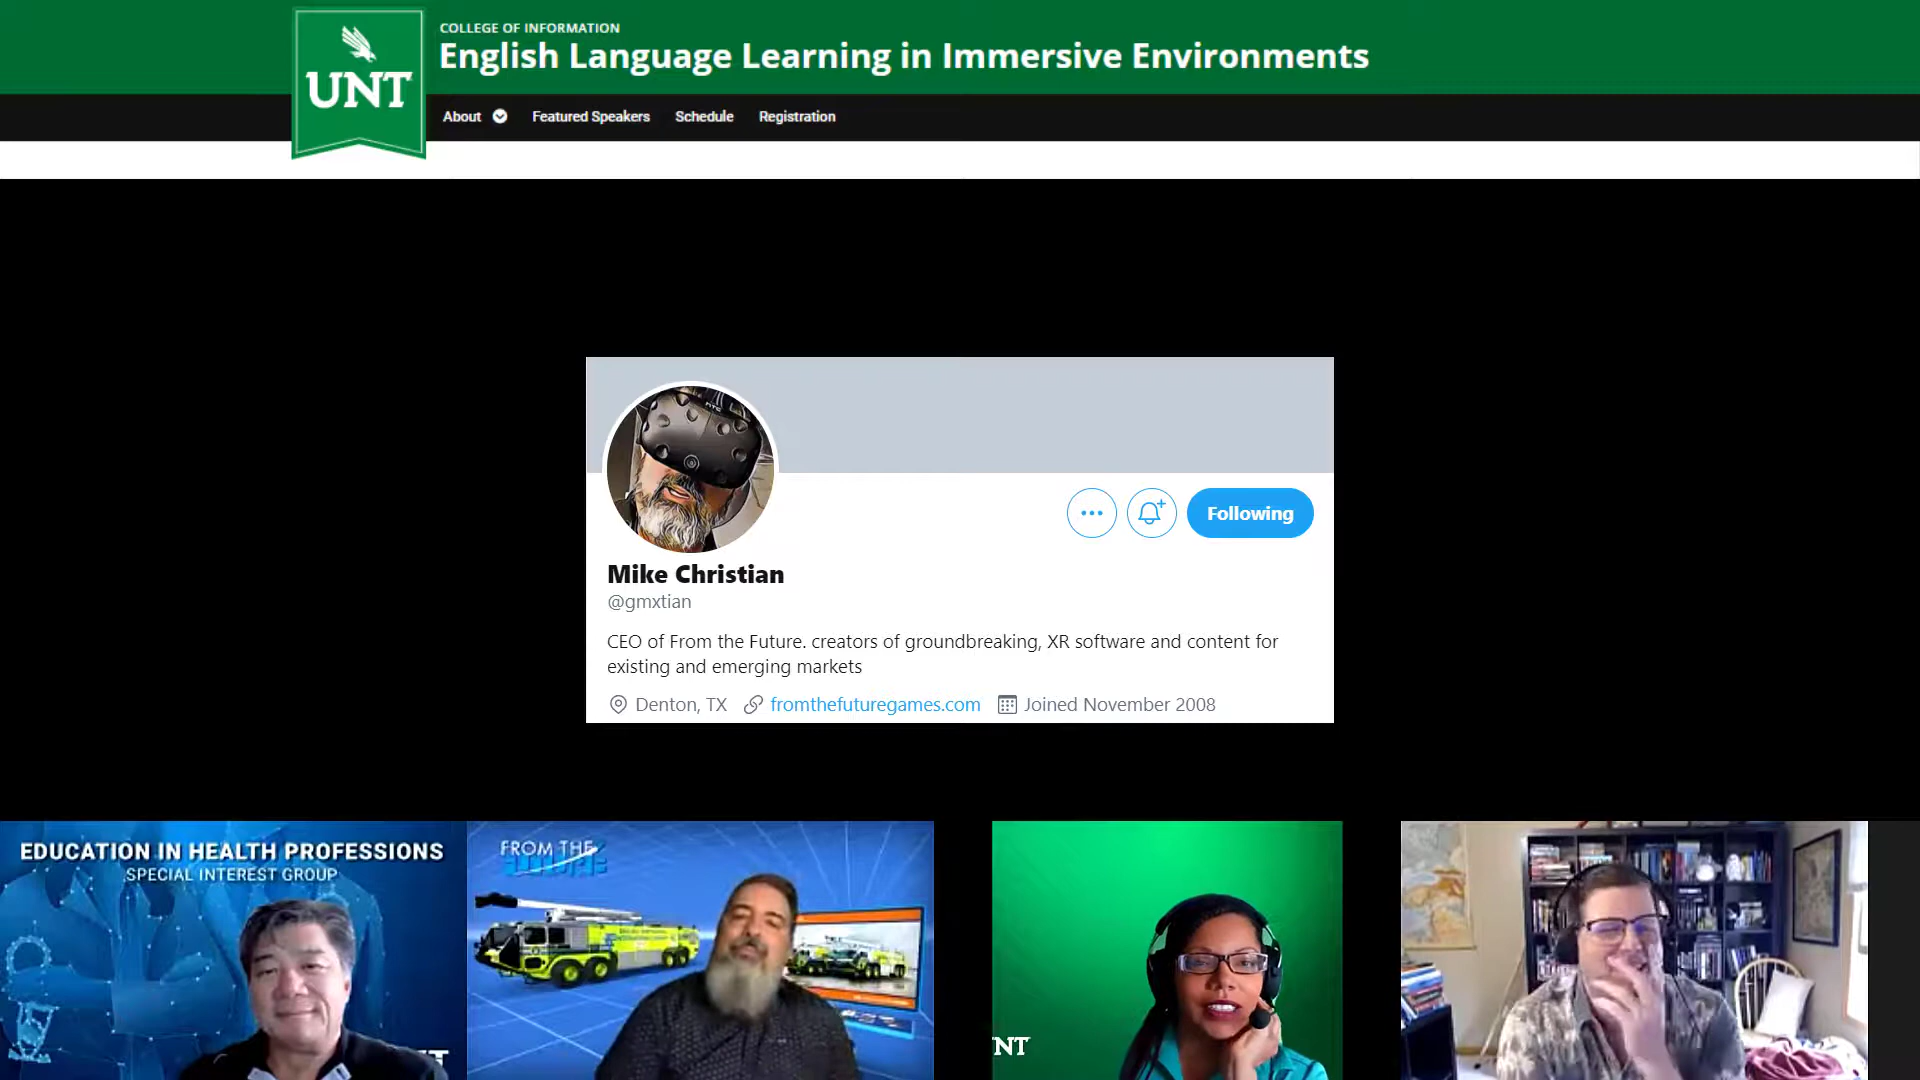 COLLEGE OF INFORMATION
English Language Learning in Immersive Environments
UNT
About
Featured Speakers
Schedule
Registration
Mike Christian
@gmxtian
Following
CEO of From the Future. creators of groundbreaking, XR software and content for
existing and emerging markets
Denton, TX
fromthefuturegames.com
Joined November 2008
EDUCATION IN HEALTH PROFESSIONS
SPECIAL INTEREST GROUP
FROM THE
FUTURE
NT